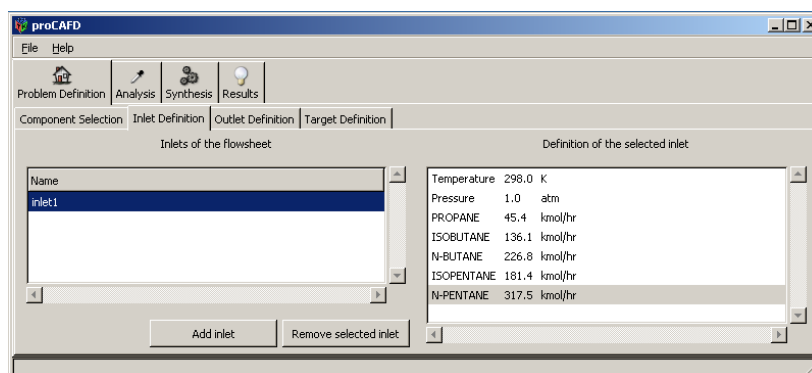 proCAFD
File Help
Problem Definition Analysis Synthesis Results
Component Selection Inlet Definition Outlet Definition Target Definition
Inlets of the flowsheet
Name
inlet1
Add inlet Remove selected inlet
Definition of the selected inlet
Temperature 298.0 K
Pressure 1.0 atm
PROPANE 45.4 kmol/hr
ISOBUTANE 136.1 kmol/hr
N-BUTANE 226.8 kmol/hr
ISOPENTANE 181.4 kmol/hr
N-PENTANE 317.5 kmol/hr